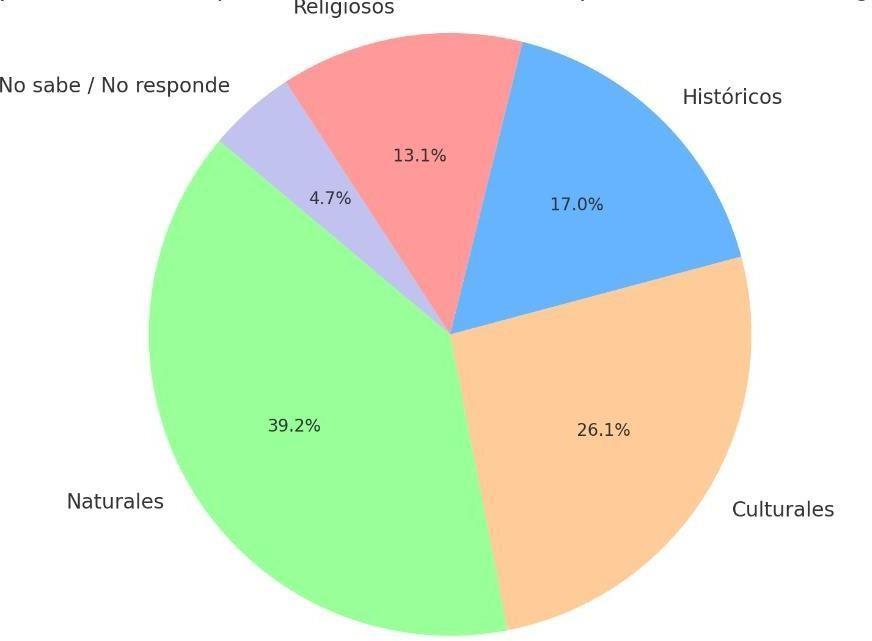 Religiosos
No sabe / No responde
Históricos
13.1%
4.7%
17.0%
39.2%
26.1%
Naturales
Culturales